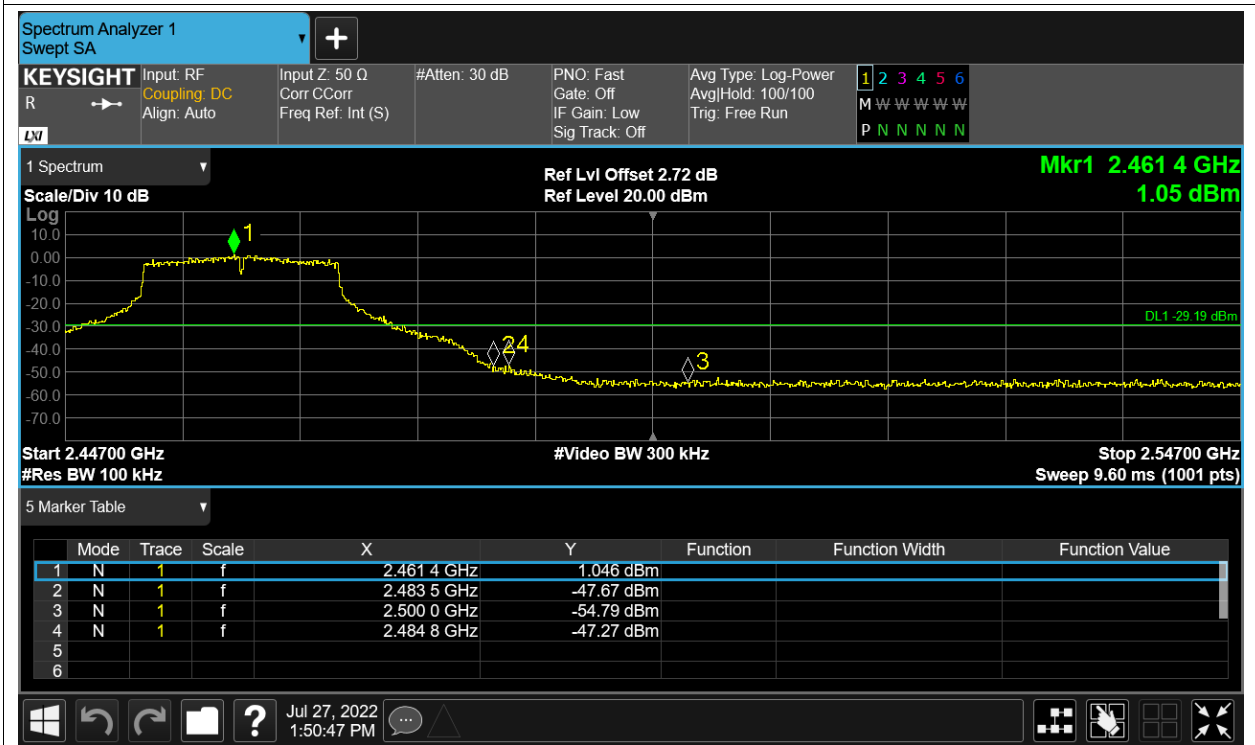 Spectrum Analyzer 1
Swept SA
+
KEYSIGHT
R
LXI
Input: RF
Coupling: DC
Align: Auto
Input Z: 50 Ω
Corr CCorr
Freq Ref: Int (S)
#Atten: 30 dB
PNO: Fast
Gate: Off
IF Gain: Low
Sig Track: Off
Avg Type: Log-Power
Avg|Hold: 100/100
Trig: Free Run
1 2 3 4 5 6
M W W W W W
P N N N N N
1 Spectrum
Scale/Div 10 dB
Ref Lvl Offset 2.72 dB
Ref Level 20.00 dBm
Mkr1 2.461 4 GHz
1.05 dBm
Log
10.0
0.00
-10.0
-20.0
-30.0
-40.0
-50.0
-60.0
-70.0
1
2 4
3
DL1 -29.19 dBm
Start 2.44700 GHz
#Res BW 100 kHz
#Video BW 300 kHz
Stop 2.54700 GHz
Sweep 9.60 ms (1001 pts)
5 Marker Table
Mode Trace Scale X Y Function Function Width Function Value
1 N 1 f 2.461 4 GHz 1.046 dBm
2 N 1 f 2.483 5 GHz -47.67 dBm
3 N 1 f 2.500 0 GHz -54.79 dBm
4 N 1 f 2.484 8 GHz -47.27 dBm
5
6
?
Jul 27, 2022
1:50:47 PM